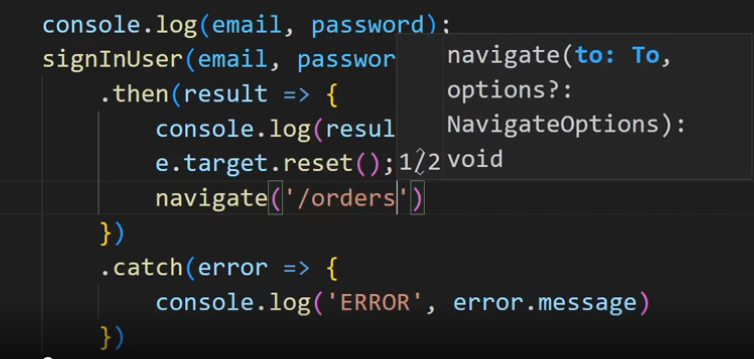 console.log(email, password);
signInUser(email, passwor
.then(result => {
console.log(resul
e.target.reset();
navigate('/orders')
})
.catch(error => {
console.log('ERROR', error.message)
})
1/2
navigate(to: To,
options?:
NavigateOptions):
void